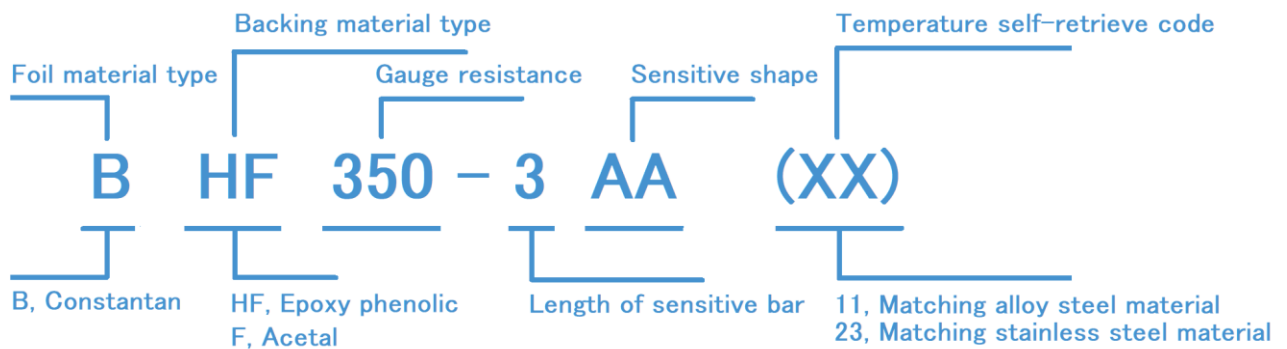 Backing material type
Temperature self-retrieve code
Foil material type
Gauge resistance
Sensitive shape
B HF 350 - 3 AA (XX)
B, Constantan
HF, Epoxy phenolic
F, Acetal
Length of sensitive bar
11, Matching alloy steel material
23, Matching stainless steel material